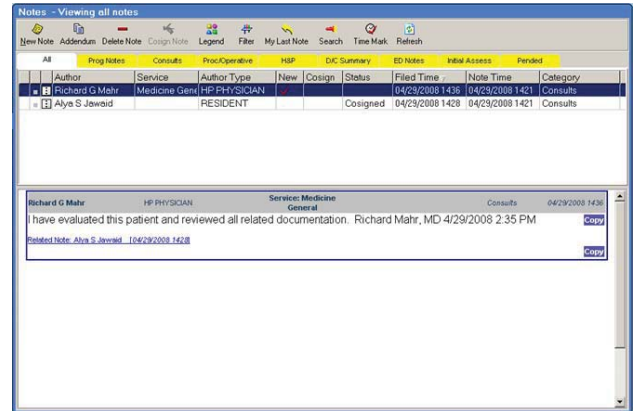 Notes - Viewing all notes
New Note Addendum Delete Note Cosign Note Legend Filter My Last Note Search Time Mark Refresh
All Prog Notes Consults Proc/Operative H&P D/C Summary ED Notes Initial Assess Pended
Author Service Author Type New Cosign Status Filed Time Note Time Category
Richard G Mahr Medicine Gene HP PHYSICIAN 04/29/2008 1436 04/29/2008 1421 Consults
Alya S Jawaid RESIDENT Cosigned 04/29/2008 1428 04/29/2008 1421 Consults
Richard G Mahr HP PHYSICIAN Service: Medicine General Consults 04/29/2008 1436
I have evaluated this patient and reviewed all related documentation. Richard Mahr, MD 4/29/2008 2:35 PM Copy
Related Note: Alya S Jawaid [04/29/2008 1428]
Copy